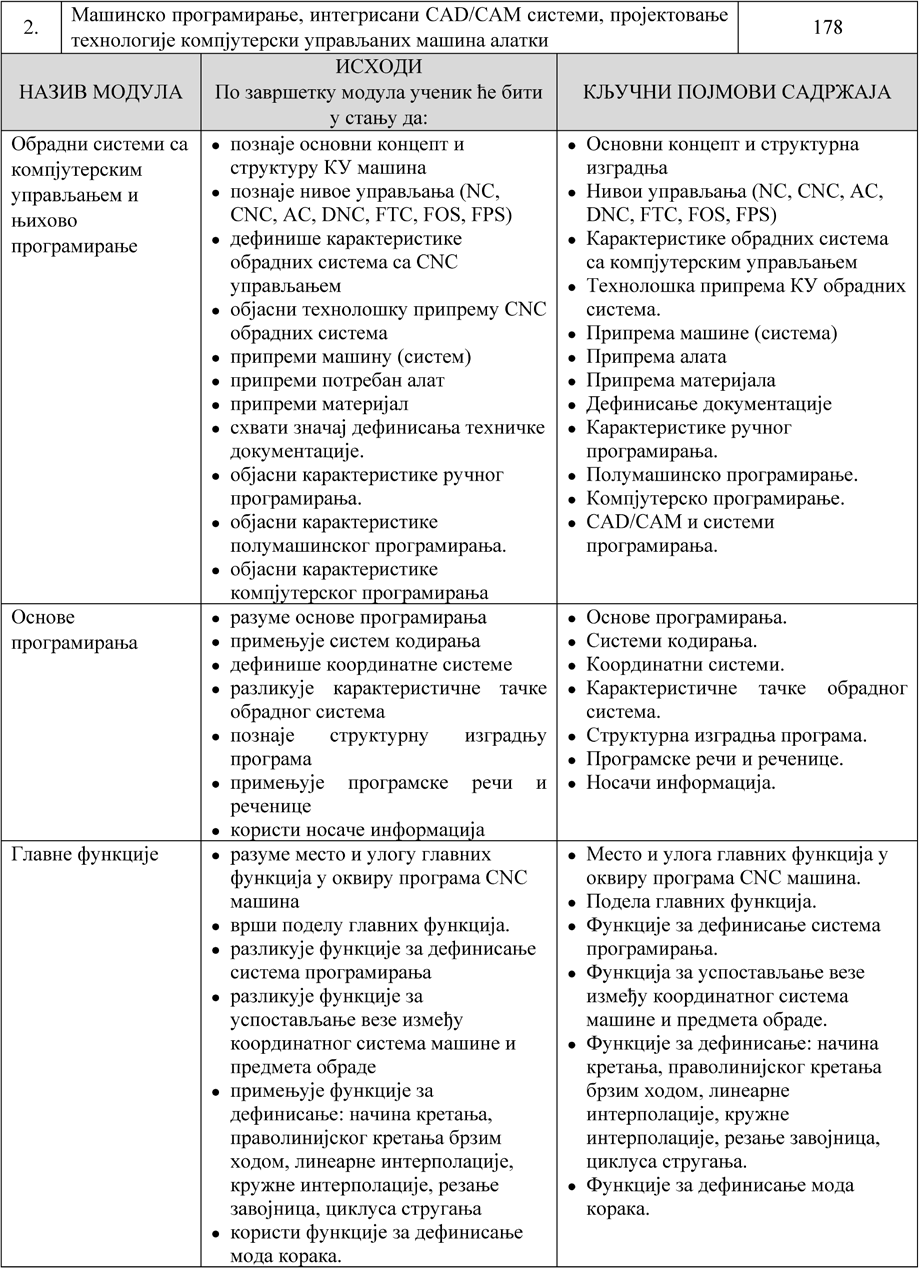 2.
Машинско програмирање, интегрисани CAD/CAM системи, пројектовање
технологије компјутерски управљаних машина алатки
178
НАЗИВ МОДУЛА
ИСХОДИ
По завршетку модула ученик ће бити
у стању да:
КЉУЧНИ ПОЈМОВИ САДРЖАЈА
Обрадни системи са
компјутерским
управљањем и
њихово
програмирање
• познаје основни концепт и
структуру КУ машина
• познаје нивое управљања (NC,
CNC, AC, DNC, FTC, FOS, FPS)
• дефинише карактеристике
обрадних система са CNC
управљањем
• објасни технолошку припрему CNC
обрадних система
• припреми машину (систем)
• припреми потребан алат
• припреми материјал
• схвати значај дефинисања техничке
документације.
• објасни карактеристике ручног
програмирања.
• објасни карактеристике
полумашинског програмирања.
• објасни карактеристике
компјутерског програмирања
• Основни концепт и структурна
изградња
• Нивои управљања (NC, CNC, AC,
DNC, FTC, FOS, FPS)
• Карактеристике обрадних система
са компјутерским управљањем
• Технолошка припрема КУ обрадних
система.
• Припрема машине (система)
• Припрема алата
• Припрема материјала
• Дефинисање документације
• Карактеристике ручног
програмирања.
• Полумашинско програмирање.
• Компјутерско програмирање.
• CAD/CAM и системи
програмирања.
Основе
програмирања
• разуме основе програмирања
• примењује систем кодирања
• дефинише координатне системе
• разликује карактеристичне тачке
обрадног система
• познаје структурну изградњу
програма
• примењује програмске речи и
реченице
• користи носаче информација
• Основе програмирања.
• Системи кодирања.
• Координатни системи.
• Карактеристичне тачке обрадног
система.
• Структурна изградња програма.
• Програмске речи и реченице.
• Носачи информација.
Главне функције
• разуме место и улогу главних
функција у оквиру програма CNC
машина
• врши поделу главних функција.
• разликује функције за дефинисање
система програмирања
• разликује функције за
успостављање везе између
координатног система машине и
предмета обраде
• примењује функције за
дефинисање: начина кретања,
праволинијског кретања брзим
ходом, линеарне интерполације,
кружне интерполације, резање
завојница, циклуса стругања
• користи функције за дефинисање
мода корака.
• Место и улога главних функција у
оквиру програма CNC машина.
• Подела главних функција.
• Функције за дефинисање система
програмирања.
• Функција за успостављање везе
између координатног система
машине и предмета обраде.
• Функције за дефинисање: начина
кретања, праволинијског кретања
брзим ходом, линеарне
интерполације, кружне
интерполације, резање завојница,
циклуса стругања.
• Функције за дефинисање мода
корака.